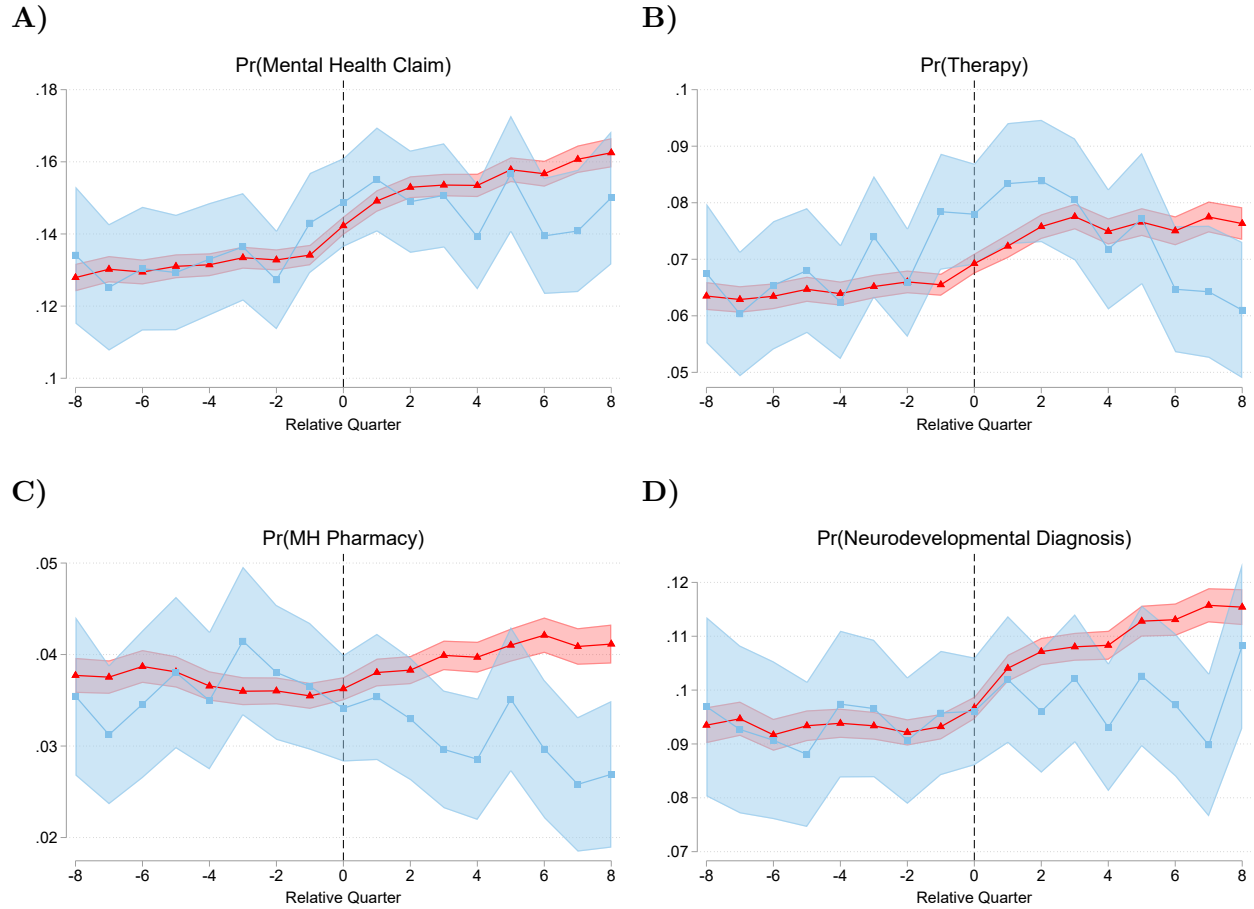 A)
Pr(Mental Health Claim)
.18
.16
.14
.12
.1
-8 -6 -4 -2 0 2 4 6 8
Relative Quarter
B)
Pr(Therapy)
.1
.09
.08
.07
.06
.05
-8 -6 -4 -2 0 2 4 6 8
Relative Quarter
C)
Pr(MH Pharmacy)
.05
.04
.03
.02
-8 -6 -4 -2 0 2 4 6 8
Relative Quarter
D)
Pr(Neurodevelopmental Diagnosis)
.12
.11
.1
.09
.08
.07
-8 -6 -4 -2 0 2 4 6 8
Relative Quarter